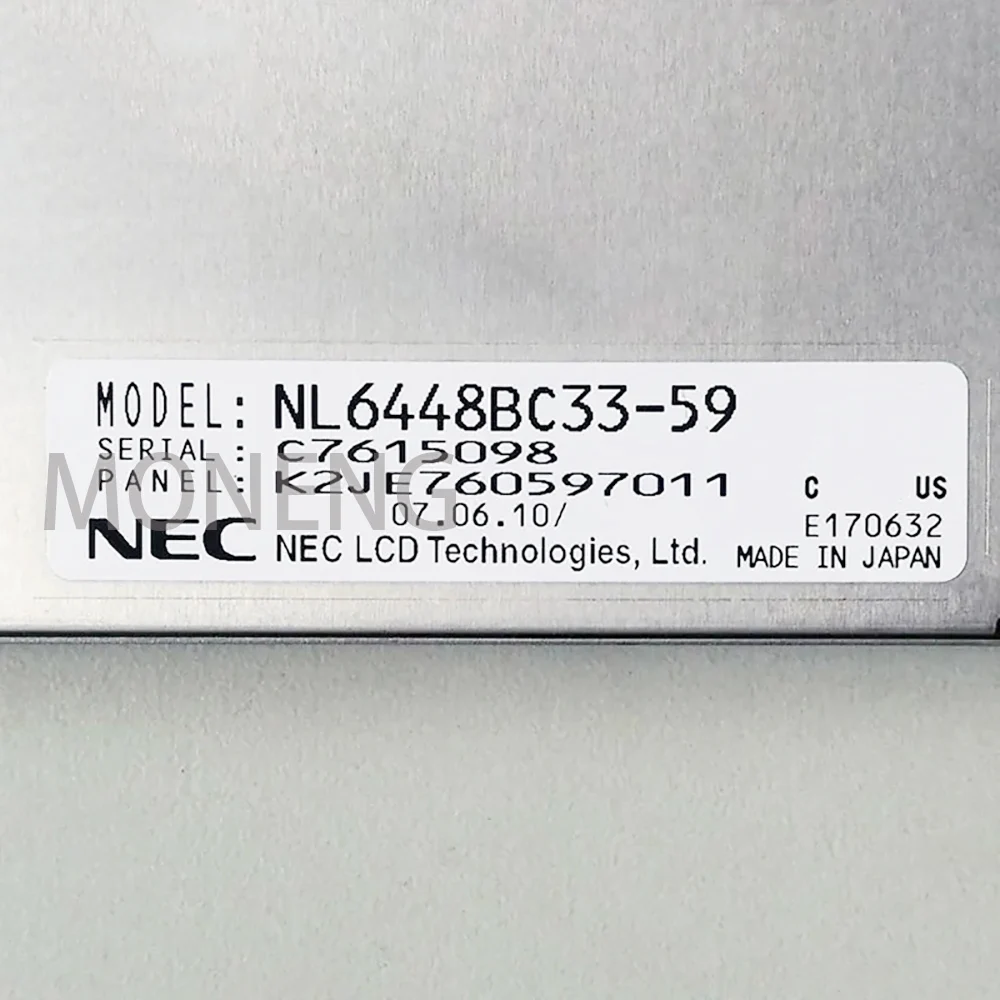 MODEL: NL6448BC33-59
SERIAL : C7615098
PANEL: K2JE760597011
MONENG
C US
07.06.10/
E170632
NEC NEC LCD Technologies, Ltd. MADE IN JAPAN